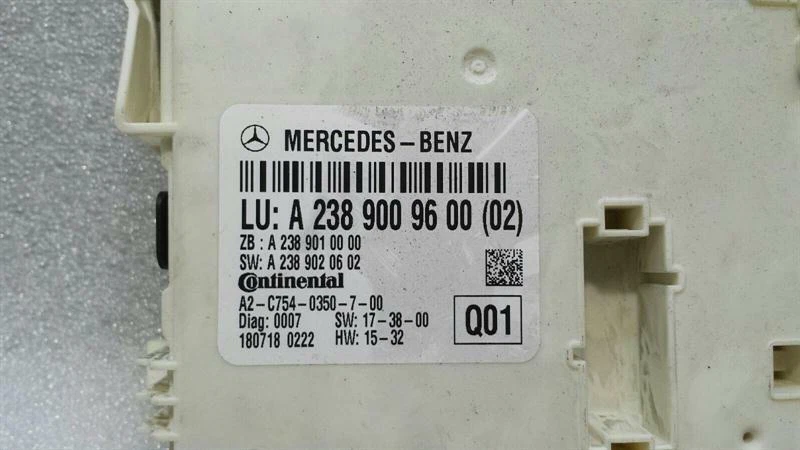 MERCEDES-BENZ
LU: A 238 900 96 00 (02)
ZB : A 238 901 00 00
SW: A 238 902 06 02
Continental
A2-C754-0350-7-00
Diag: 0007 SW: 17-38-00
180718 0222 HW: 15-32
Q01